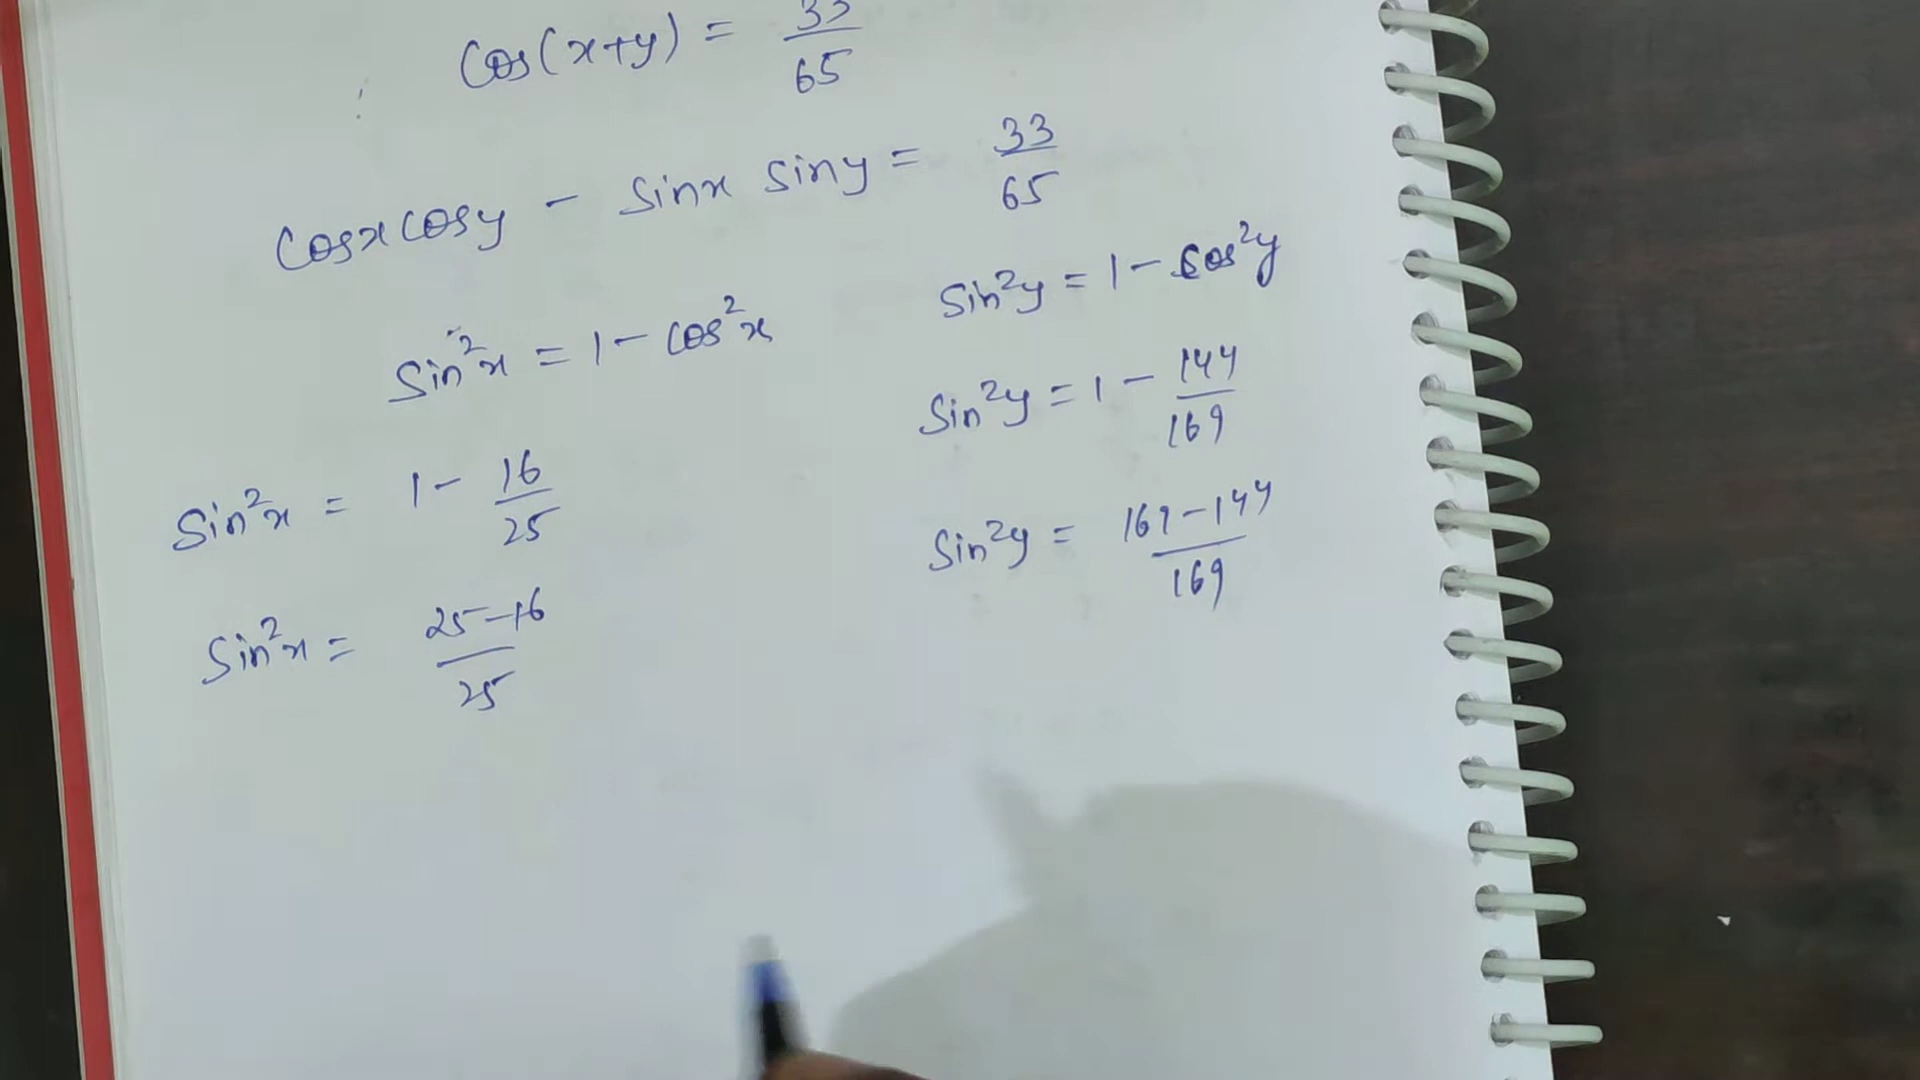 Cos(x+y) = 33/65
Cosx Cosy - Sinx Siny = 33/65
Sin²x = 1 - Cos²x
Sin²y = 1 - Cos²y
Sin²y = 1 - 144/169
Sin²x = 1 - 16/25
Sin²y = 169-144/169
Sin²x = 25-16/25